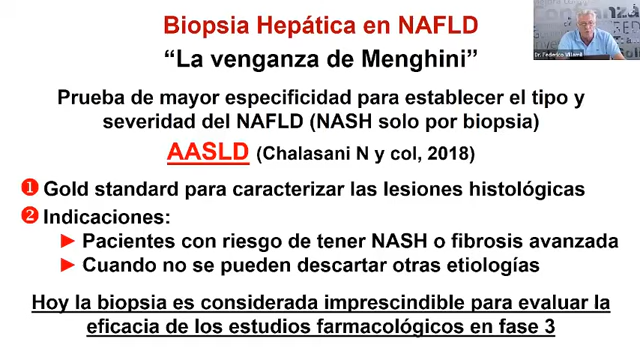 Biopsia Hepática en NAFLD
“La venganza de Menghini”
Prueba de mayor especificidad para establecer el tipo y
severidad del NAFLD (NASH solo por biopsia)
AASLD (Chalasani N y col, 2018)
❶ Gold standard para caracterizar las lesiones histológicas
❷ Indicaciones:
► Pacientes con riesgo de tener NASH o fibrosis avanzada
► Cuando no se pueden descartar otras etiologías
Hoy la biopsia es considerada imprescindible para evaluar la
eficacia de los estudios farmacológicos en fase 3
Dr. Federico Villamil